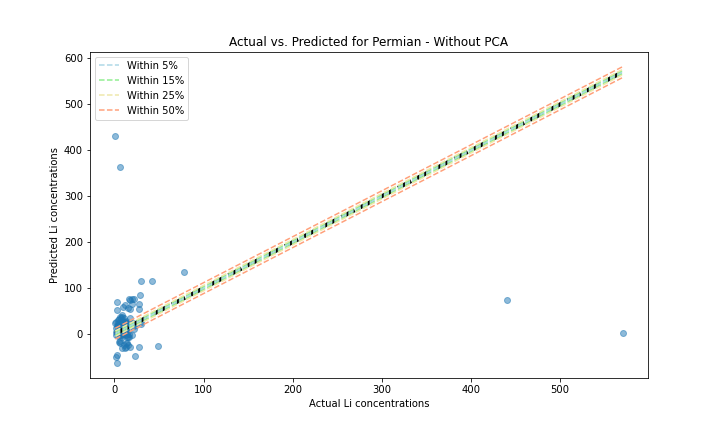 Actual vs. Predicted for Permian - Without PCA
600
500
400
300
200
100
0
Predicted Li concentrations
Within 5%
Within 15%
Within 25%
Within 50%
0 100 200 300 400 500
Actual Li concentrations